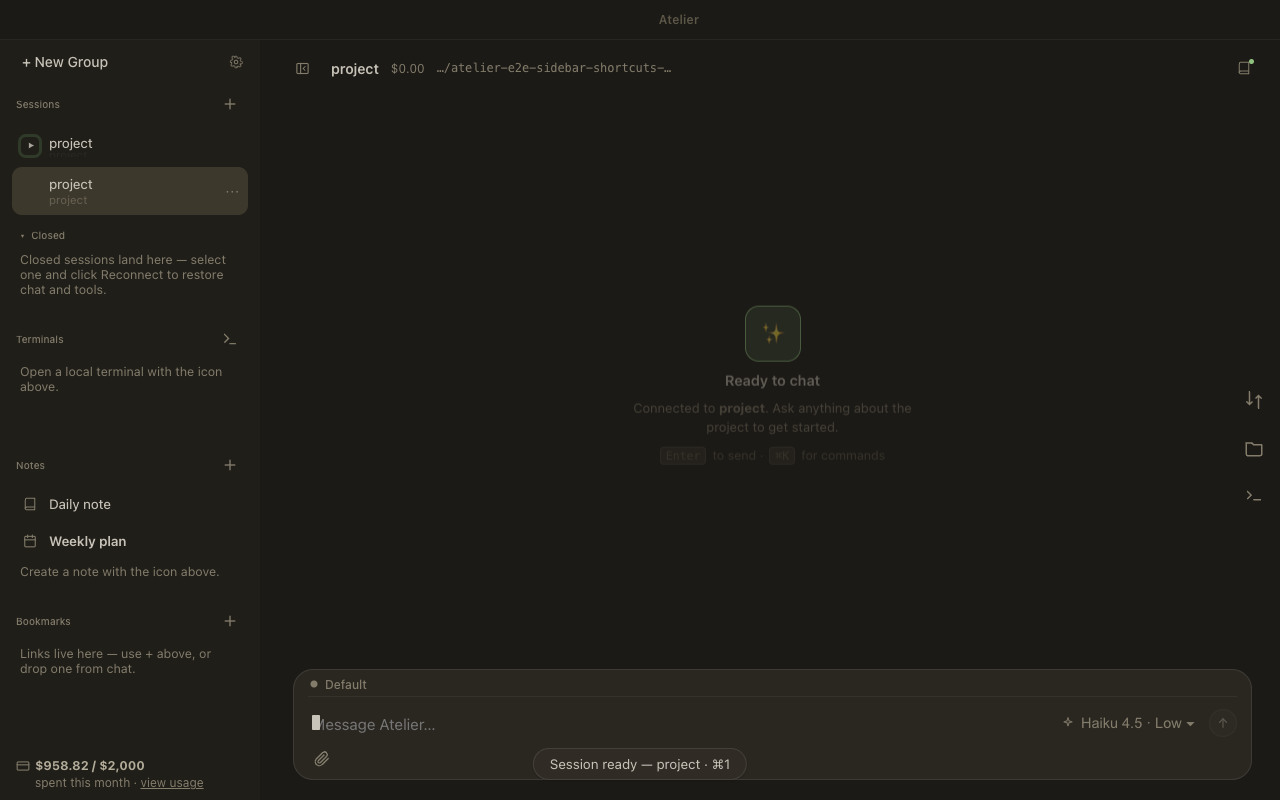 Atelier
+ New Group
Sessions
project
project
project
Closed
Closed sessions land here — select
one and click Reconnect to restore
chat and tools.
Terminals
Open a local terminal with the icon
above.
Notes
Daily note
Weekly plan
Create a note with the icon above.
Bookmarks
Links live here — use + above, or
drop one from chat.
$958.82 / $2,000
spent this month · view usage
project $0.00 …/atelier-e2e-sidebar-shortcuts-…
Ready to chat
Connected to project. Ask anything about the
project to get started.
Enter to send · ⌘K for commands
Default
Message Atelier...
Haiku 4.5 · Low
Session ready — project · ⌘1